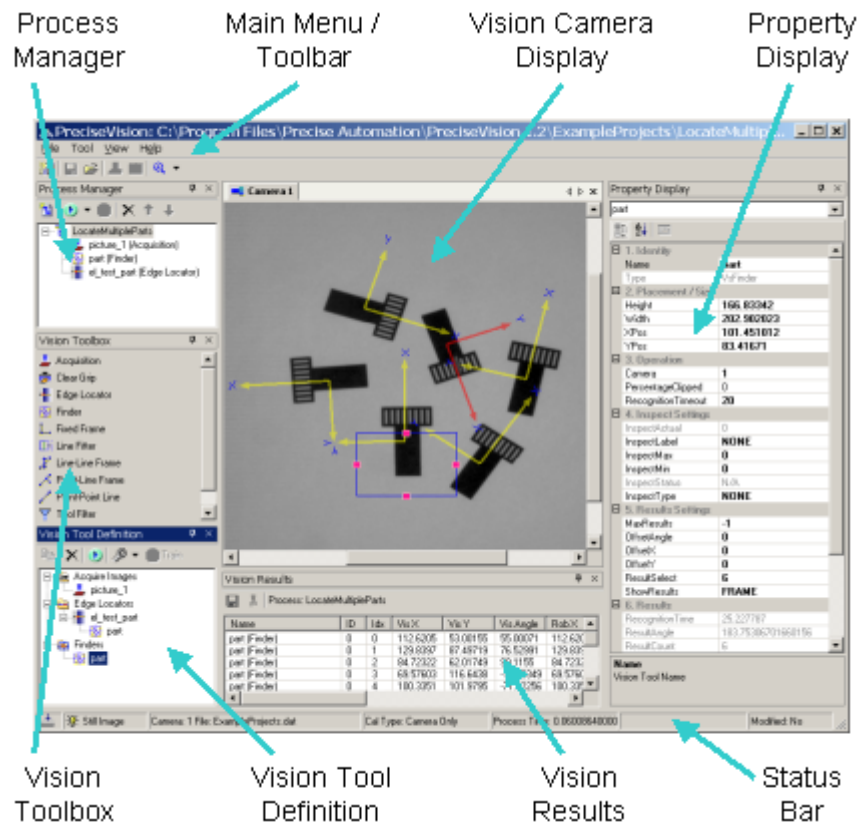 Process Manager
Main Menu / Toolbar
Vision Camera Display
Property Display
PreciseVision: C:\Program Files\Precise Automation\PreciseVision
File Tool View Help
Process Manager
LocateMultipleParts
picture_1 (Acquisition)
part (Finder)
el_test_part (Edge Locator)
Vision Toolbox
Acquisition
Clear Grip
Edge Locator
Finder
Fixed Frame
Line Fitter
Line-Line Frame
Line Frame
Point-Point Line
Tool Filter
Vision Tool Definition
Train
Acquire Images
picture_1
Edge Locators
el_test_part
part
Finders
part
Camera 1
Y
X
Vision Results
Process: LocateMultipleParts
Name ID Idx Vis X Vis Y Vis Angle Rob X
part (Finder) 0 0 112.6205 53.00155 55.00071
part (Finder) 0 1 129.8397 87.49719 76.52991
part (Finder) 0 2 84.72322 62.01749
part (Finder) 0 3 69.57603 116.6438
part (Finder) 0 4 100.3351 101.9795
Property Display
part
1. Identity
Name part
Type VsFinder
2. Placement / Size
Height 166.83342
Width 202.902023
XPos 101.451012
YPos 83.41671
3. Operation
Camera 1
PercentageClipped 0
RecognitionTimeout 20
4. Inspect Settings
InspectActual 0
InspectLabel NONE
InspectMax 0
InspectMin 0
InspectStatus N/A
InspectType NONE
5. Results Settings
MaxResults -1
OffsetAngle 0
OffsetX 0
OffsetY 0
ResultSelect 6
ShowResults FRAME
6. Results
RecognitionTime 25.227787
ResultAngle 183.75306701660156
ResultCount 6
Name
Vision Tool Name
Still Image
Camera: 1 File: ExampleProjects.dat
Cal Type: Camera Only
Process Time: 0.06008640000
Modified: No
Vision Toolbox
Vision Tool Definition
Vision Results
Status Bar